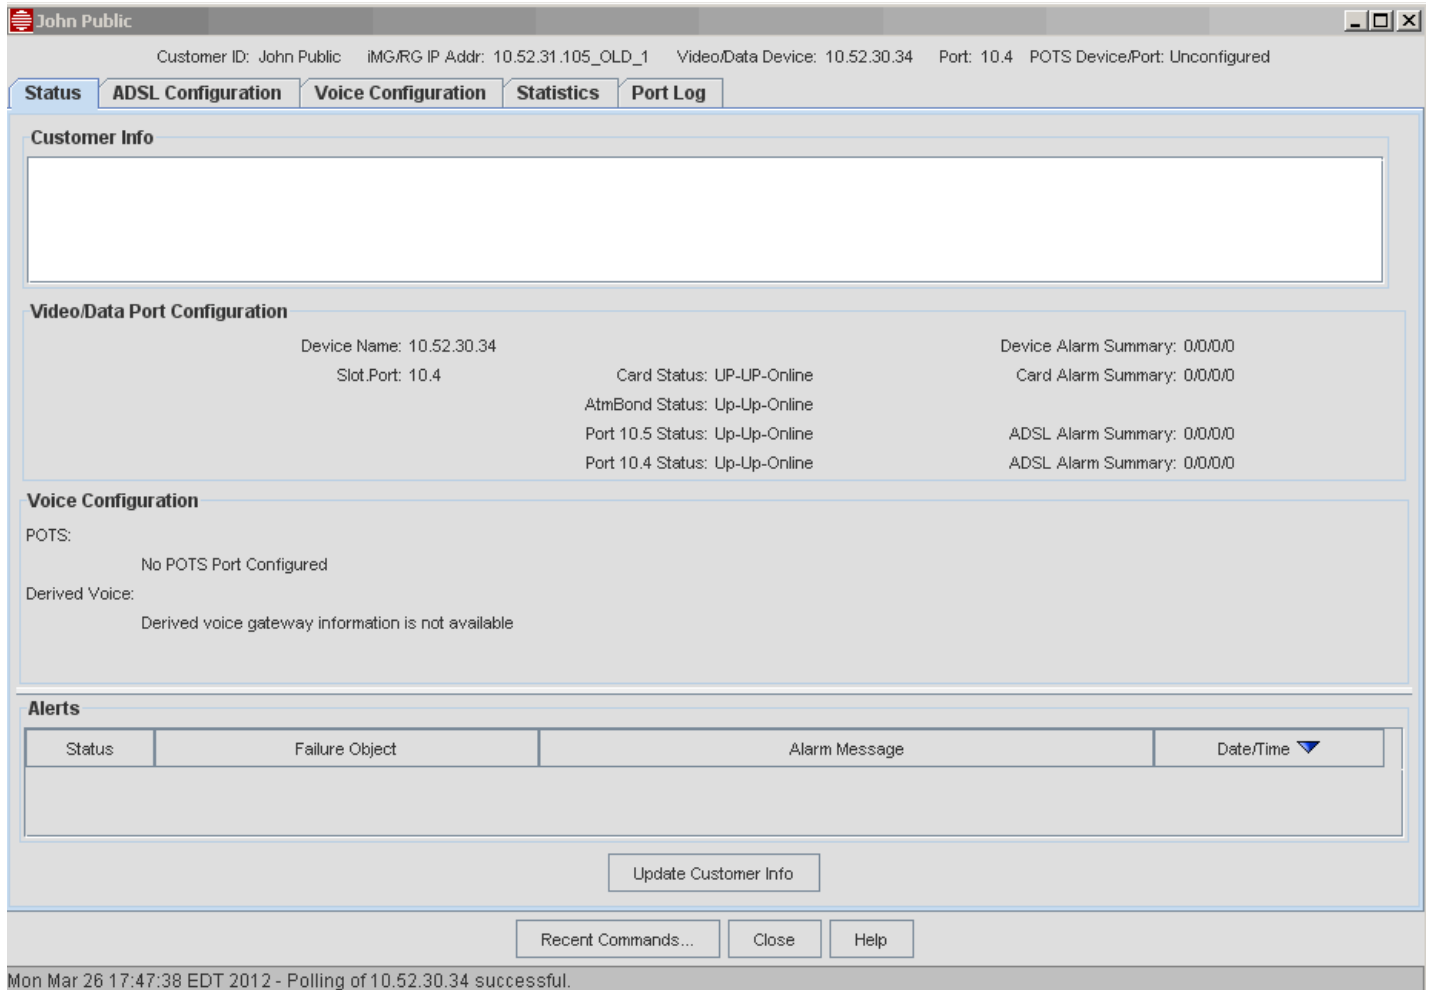 John Public
Customer ID: John Public iMG/RG IP Addr: 10.52.31.105_OLD_1 Video/Data Device: 10.52.30.34 Port: 10.4 POTS Device/Port: Unconfigured
Status ADSL Configuration Voice Configuration Statistics Port Log
Customer Info
Video/Data Port Configuration
Device Name: 10.52.30.34 Device Alarm Summary: 0/0/0/0
Slot.Port: 10.4 Card Status: UP-UP-Online Card Alarm Summary: 0/0/0/0
AtmBond Status: Up-Up-Online
Port 10.5 Status: Up-Up-Online ADSL Alarm Summary: 0/0/0/0
Port 10.4 Status: Up-Up-Online ADSL Alarm Summary: 0/0/0/0
Voice Configuration
POTS:
No POTS Port Configured
Derived Voice:
Derived voice gateway information is not available
Alerts
Status Failure Object Alarm Message Date/Time
Update Customer Info
Recent Commands... Close Help
Mon Mar 26 17:47:38 EDT 2012 - Polling of 10.52.30.34 successful.